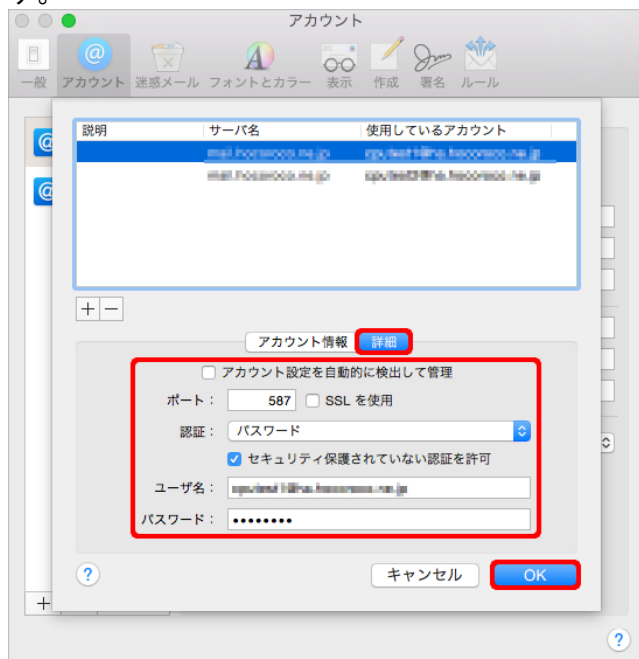 す。
アカウント
一般 アカウント 迷惑メール フォントとカラー 表示 作成 署名 ルール
説明 サーバ名 使用しているアカウント
アカウント情報 詳細
アカウント設定を自動的に検出して管理
ポート： 587 SSL を使用
認証： パスワード
セキュリティ保護されていない認証を許可
ユーザ名：
パスワード： ••••••••
? キャンセル OK
+
?